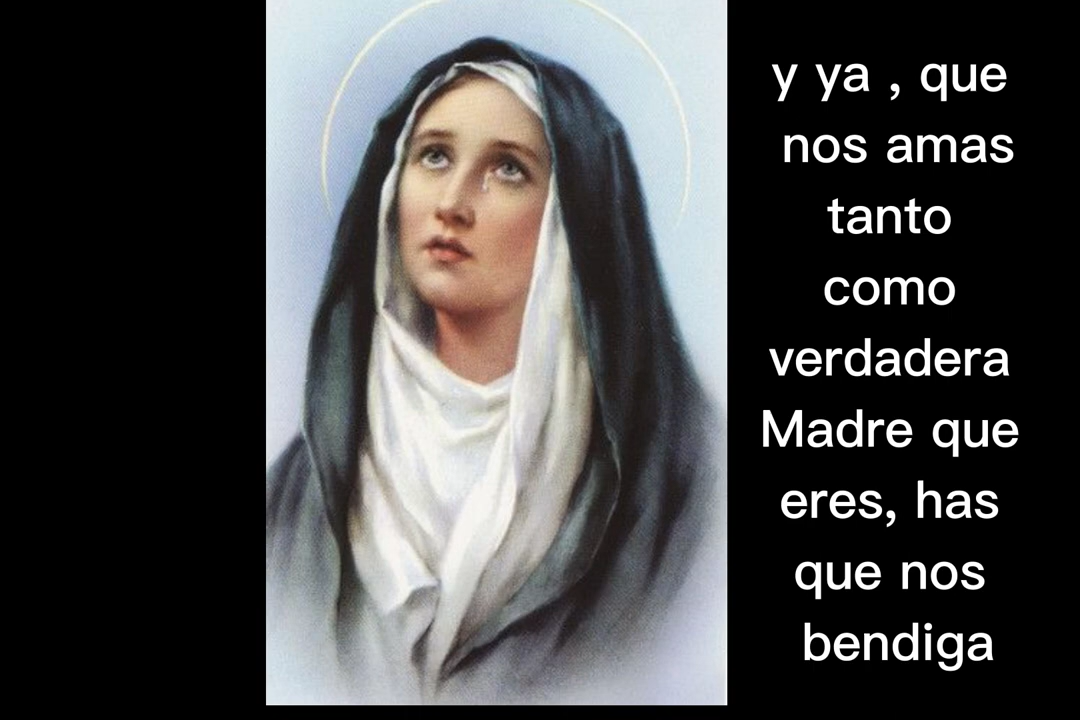 y ya , que
nos amas
tanto
como
verdadera
Madre que
eres, has
que nos
bendiga